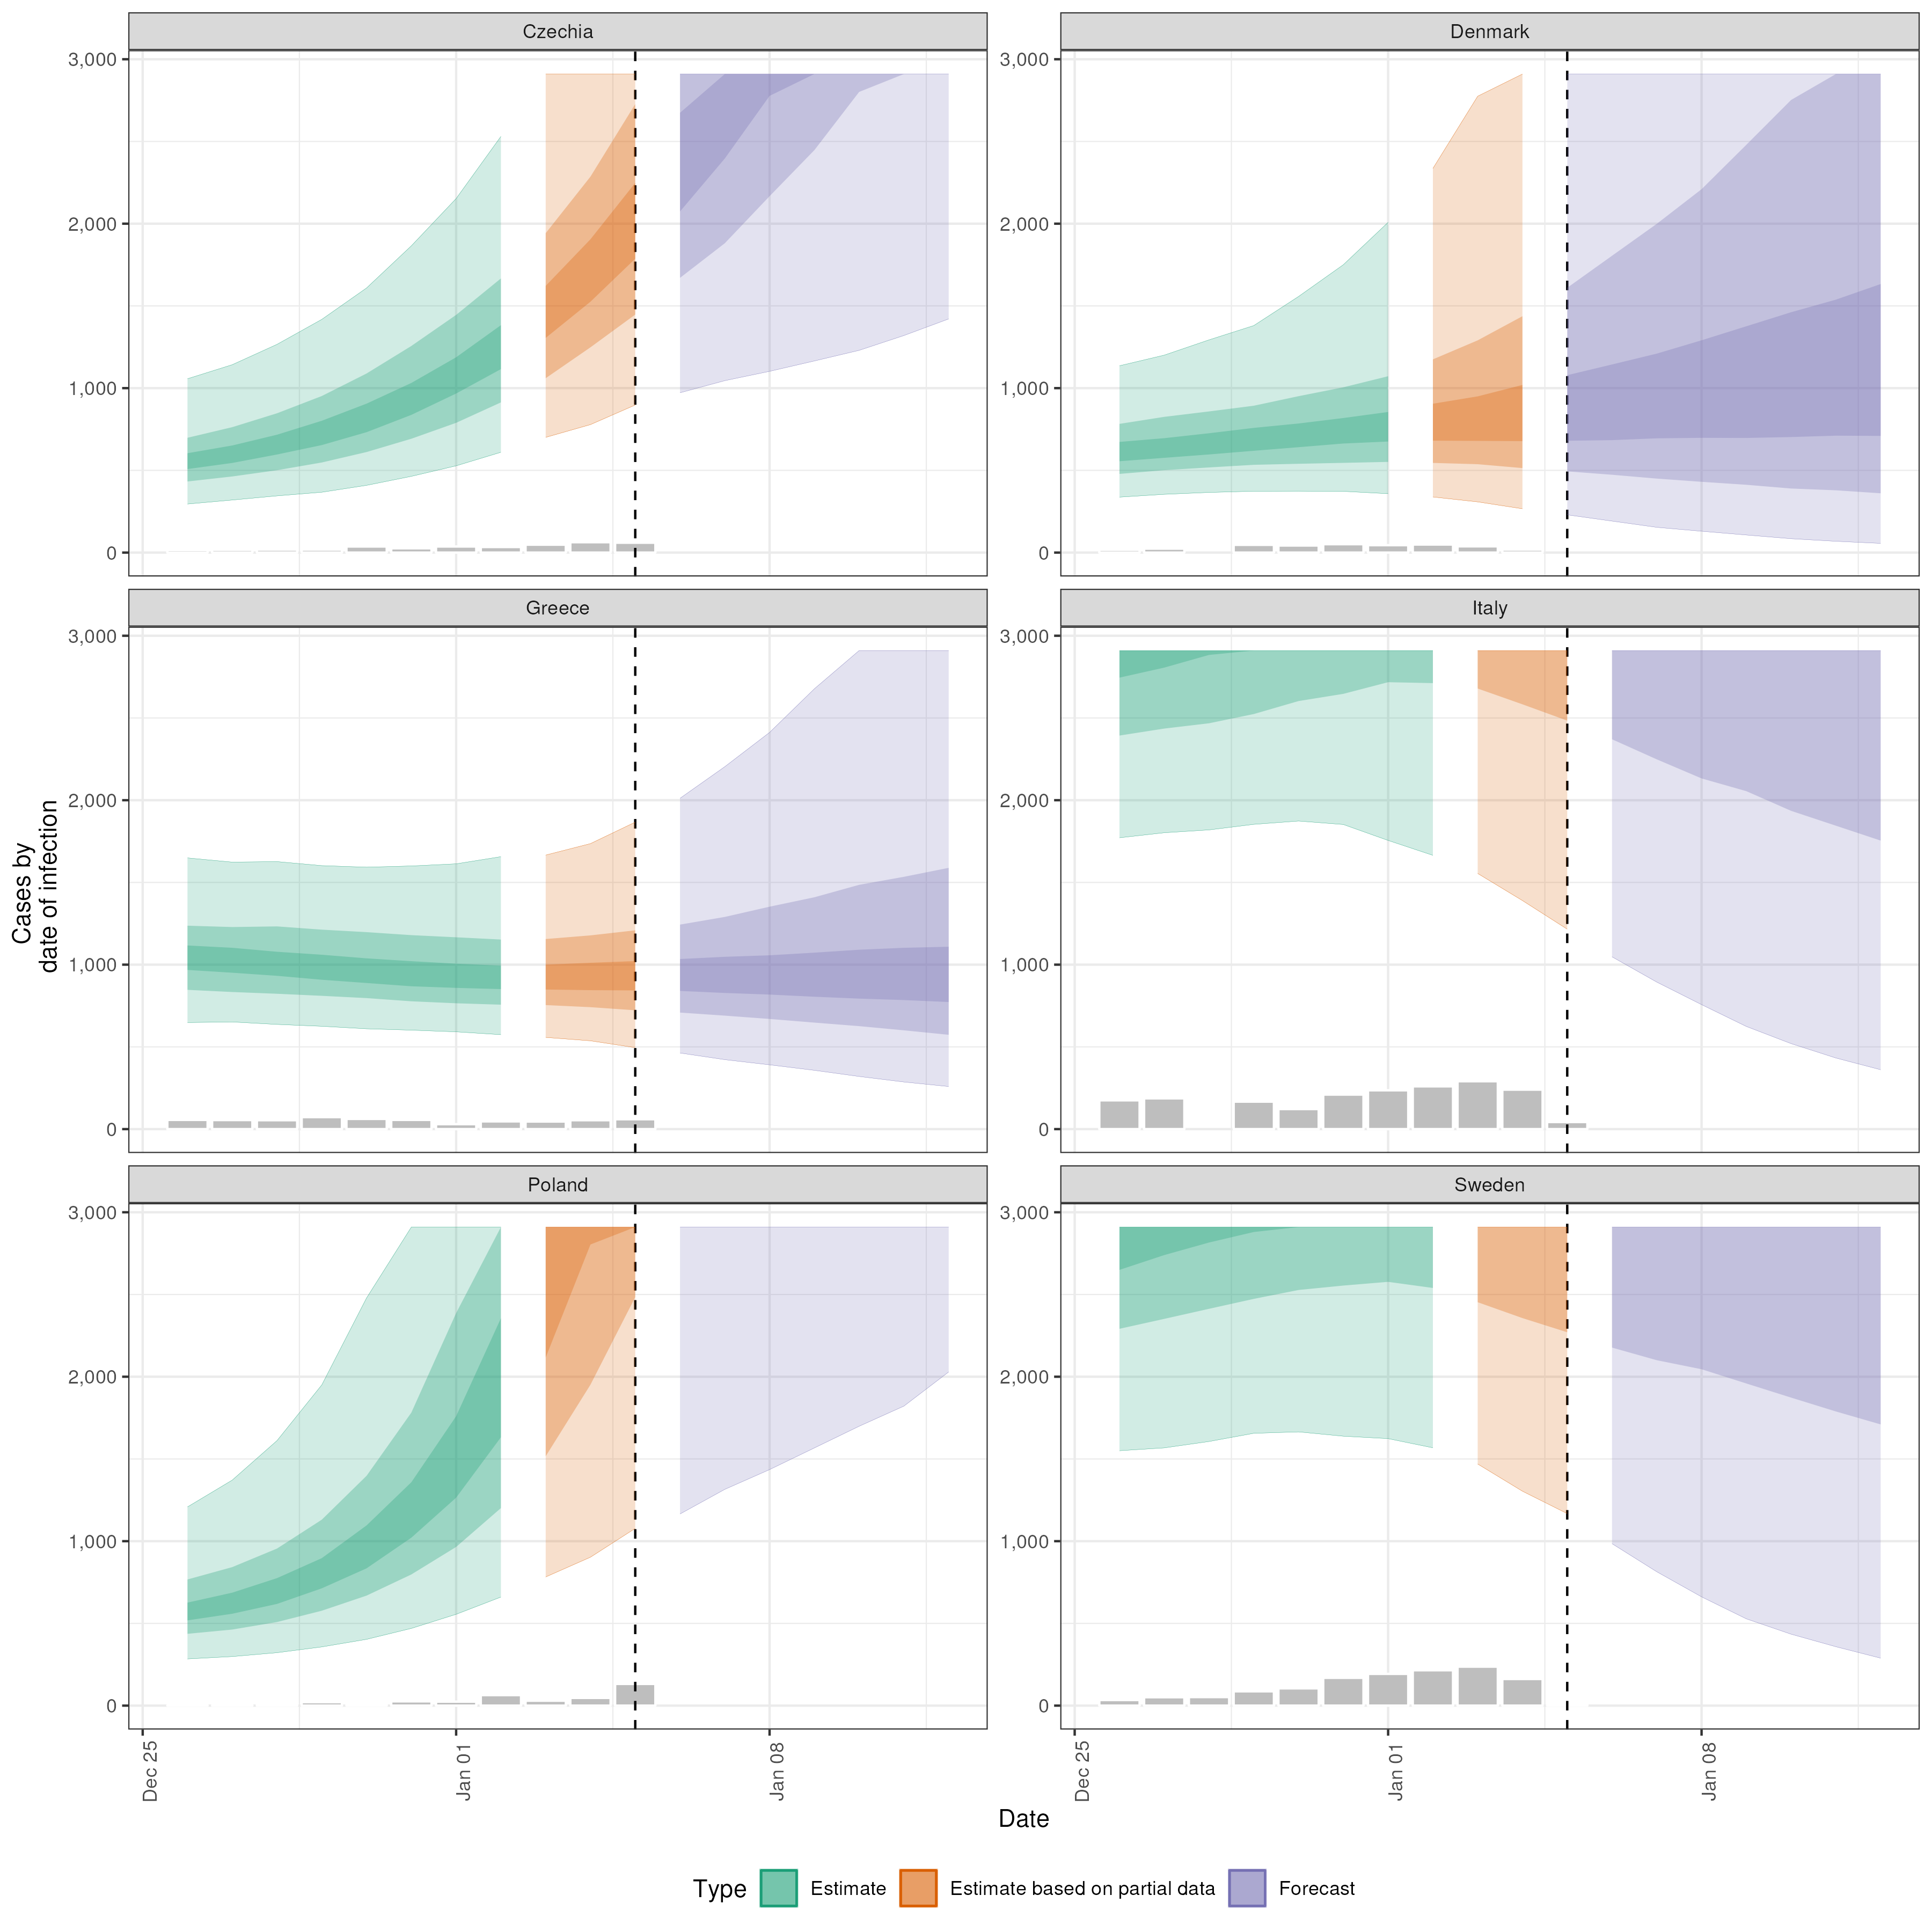 Czechia
Denmark
3,000
2,000
1,000
0
3,000
2,000
1,000
0
Greece
Italy
3,000
2,000
1,000
0
3,000
2,000
1,000
0
Poland
Sweden
3,000
2,000
1,000
0
3,000
2,000
1,000
0
Cases by
date of infection
Dec 25
Jan 01
Jan 08
Dec 25
Jan 01
Jan 08
Date
Type
Estimate
Estimate based on partial data
Forecast